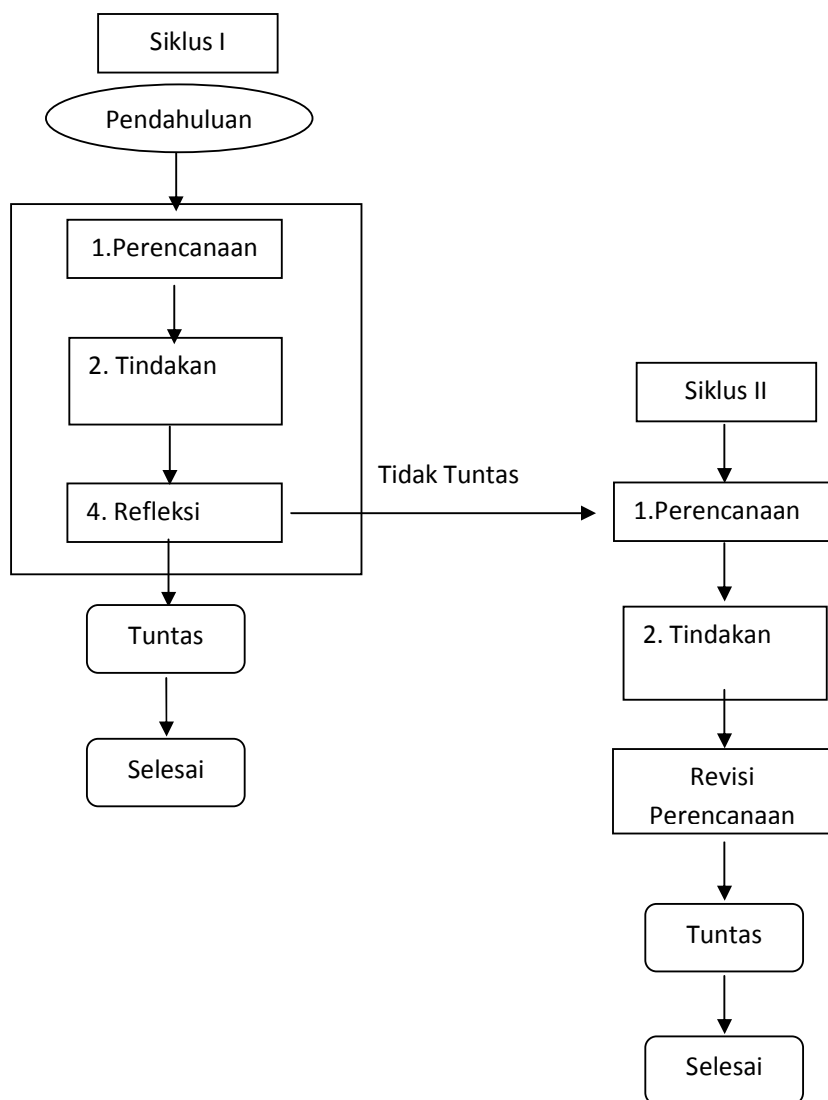 Siklus I
Pendahuluan
1.Perencanaan
2. Tindakan
4. Refleksi
Tidak Tuntas
Tuntas
Selesai
Siklus II
1.Perencanaan
2. Tindakan
Revisi
Perencanaan
Tuntas
Selesai